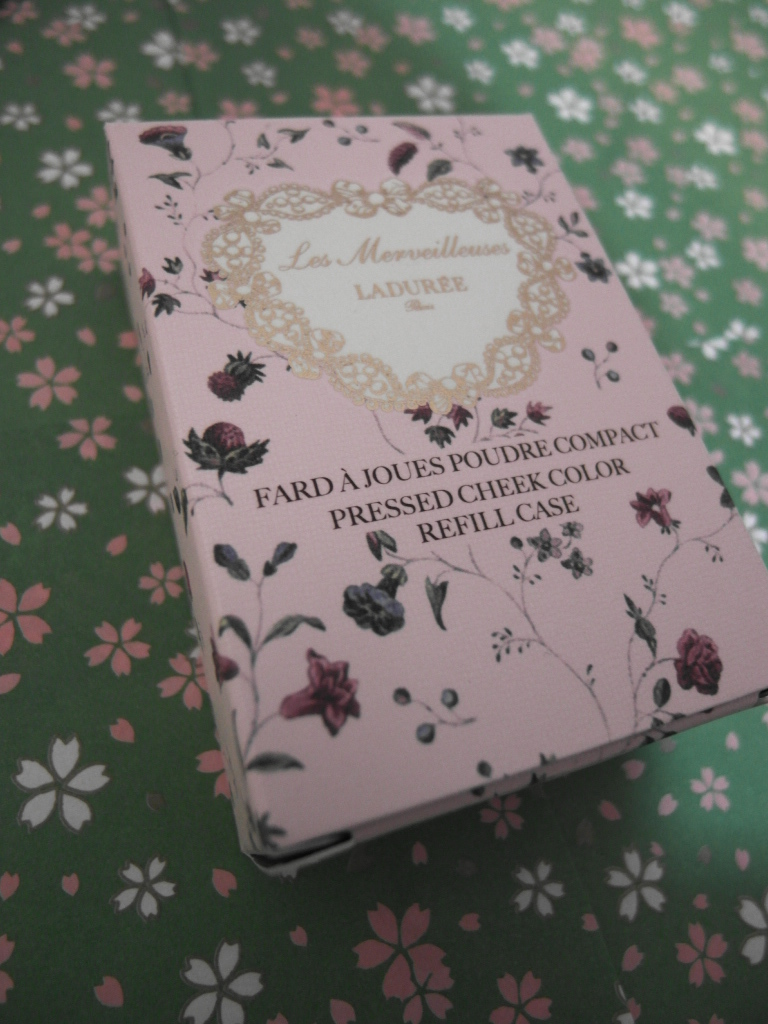 Les Merveilleuses
LADURÉE
Paris
FARD À JOUES POUDRE COMPACT
PRESSED CHEEK COLOR
REFILL CASE